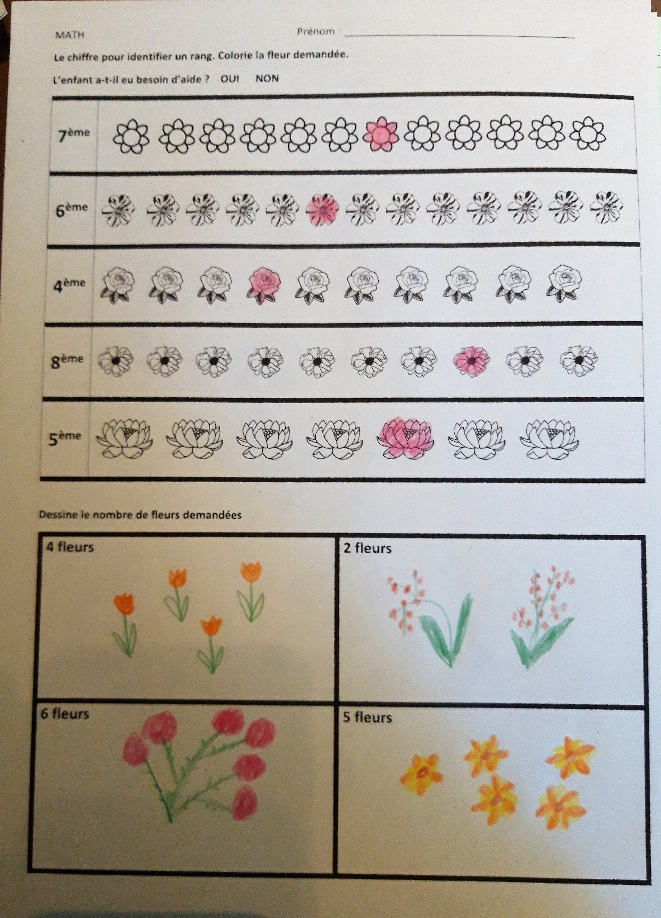 MATH Prénom : ____________________
Le chiffre pour identifier un rang. Colorie la fleur demandée.
L'enfant a-t-il eu besoin d'aide ? OUI NON
7ème
6ème
4ème
8ème
5ème
Dessine le nombre de fleurs demandées
4 fleurs
2 fleurs
6 fleurs
5 fleurs